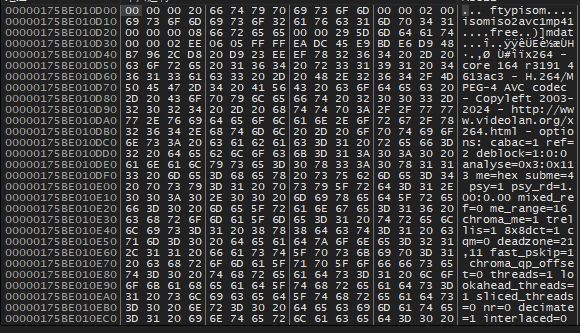 00000175BE010D00 00 00 00 20 66 74 79 70 69 73 6F 6D 00 00 02 00 ... ftypisom....
00000175BE010D10 69 73 6F 6D 69 73 6F 32 61 76 63 31 6D 70 34 31 isomiso2avc1mp41
00000175BE010D20 00 00 00 08 66 72 65 65 00 00 29 5D 6D 64 61 74 ....free..)]mdat
00000175BE010D30 00 00 02 EE 06 05 FF FF EA DC 45 E9 BD E6 D9 48 ...î..ÿÿêÜEé½æÙH
00000175BE010D40 B7 96 2C D8 20 D9 23 EE EF 78 32 36 34 20 2D 20 ·.,Ø Ù#îïx264 -
00000175BE010D50 63 6F 72 65 20 31 36 34 20 72 33 31 39 31 20 34 core 164 r3191 4
00000175BE010D60 36 31 33 61 63 33 20 2D 20 48 2E 32 36 34 2F 4D 613ac3 - H.264/M
00000175BE010D70 50 45 47 2D 34 20 41 56 43 20 63 6F 64 65 63 20 PEG-4 AVC codec
00000175BE010D80 2D 20 43 6F 70 79 6C 65 66 74 20 32 30 30 33 2D - Copyleft 2003-
00000175BE010D90 32 30 32 34 20 2D 20 68 74 74 70 3A 2F 2F 77 77 2024 - http://ww
00000175BE010DA0 77 2E 76 69 64 65 6F 6C 61 6E 2E 6F 72 67 2F 78 w.videolan.org/x
00000175BE010DB0 32 36 34 2E 68 74 6D 6C 20 2D 20 6F 70 74 69 6F 264.html - optio
00000175BE010DC0 6E 73 3A 20 63 61 62 61 63 3D 31 20 72 65 66 3D ns: cabac=1 ref=
00000175BE010DD0 32 20 64 65 62 6C 6F 63 6B 3D 31 3A 30 3A 30 20 2 deblock=1:0:0
00000175BE010DE0 61 6E 61 6C 79 73 65 3D 30 78 33 3A 30 78 31 31 analyse=0x3:0x11
00000175BE010DF0 33 20 6D 65 3D 68 65 78 20 73 75 62 6D 65 3D 34 3 me=hex subme=4
00000175BE010E00 20 70 73 79 3D 31 20 70 73 79 5F 72 64 3D 31 2E psy=1 psy_rd=1.
00000175BE010E10 30 30 3A 30 2E 30 30 20 6D 69 78 65 64 5F 72 65 00:0.00 mixed_re
00000175BE010E20 66 3D 30 20 6D 65 5F 72 61 6E 67 65 3D 31 36 20 f=0 me_range=16
00000175BE010E30 63 68 72 6F 6D 61 5F 6D 65 3D 31 20 74 72 65 6C chroma_me=1 trel
00000175BE010E40 6C 69 73 3D 31 20 38 78 38 64 63 74 3D 31 20 63 lis=1 8x8dct=1 c
00000175BE010E50 71 6D 3D 30 20 64 65 61 64 7A 6F 6E 65 3D 32 31 qm=0 deadzone=21
00000175BE010E60 2C 31 31 20 66 61 73 74 5F 70 73 6B 69 70 3D 31 ,11 fast_pskip=1
00000175BE010E70 20 63 68 72 6F 6D 61 5F 71 70 5F 6F 66 66 73 65 chroma_qp_offse
00000175BE010E80 74 3D 30 20 74 68 72 65 61 64 73 3D 31 20 6C 6F t=0 threads=1 lo
00000175BE010E90 6F 6B 61 68 65 61 64 5F 74 68 72 65 61 64 73 3D okahead_threads=
00000175BE010EA0 31 20 73 6C 69 63 65 64 5F 74 68 72 65 61 64 73 1 sliced_threads
00000175BE010EB0 3D 30 20 6E 72 3D 30 20 64 65 63 69 6D 61 74 65 =0 nr=0 decimate
00000175BE010EC0 3D 31 20 69 6E 74 65 72 6C 61 63 65 64 3D 30 20 =1 interlaced=0